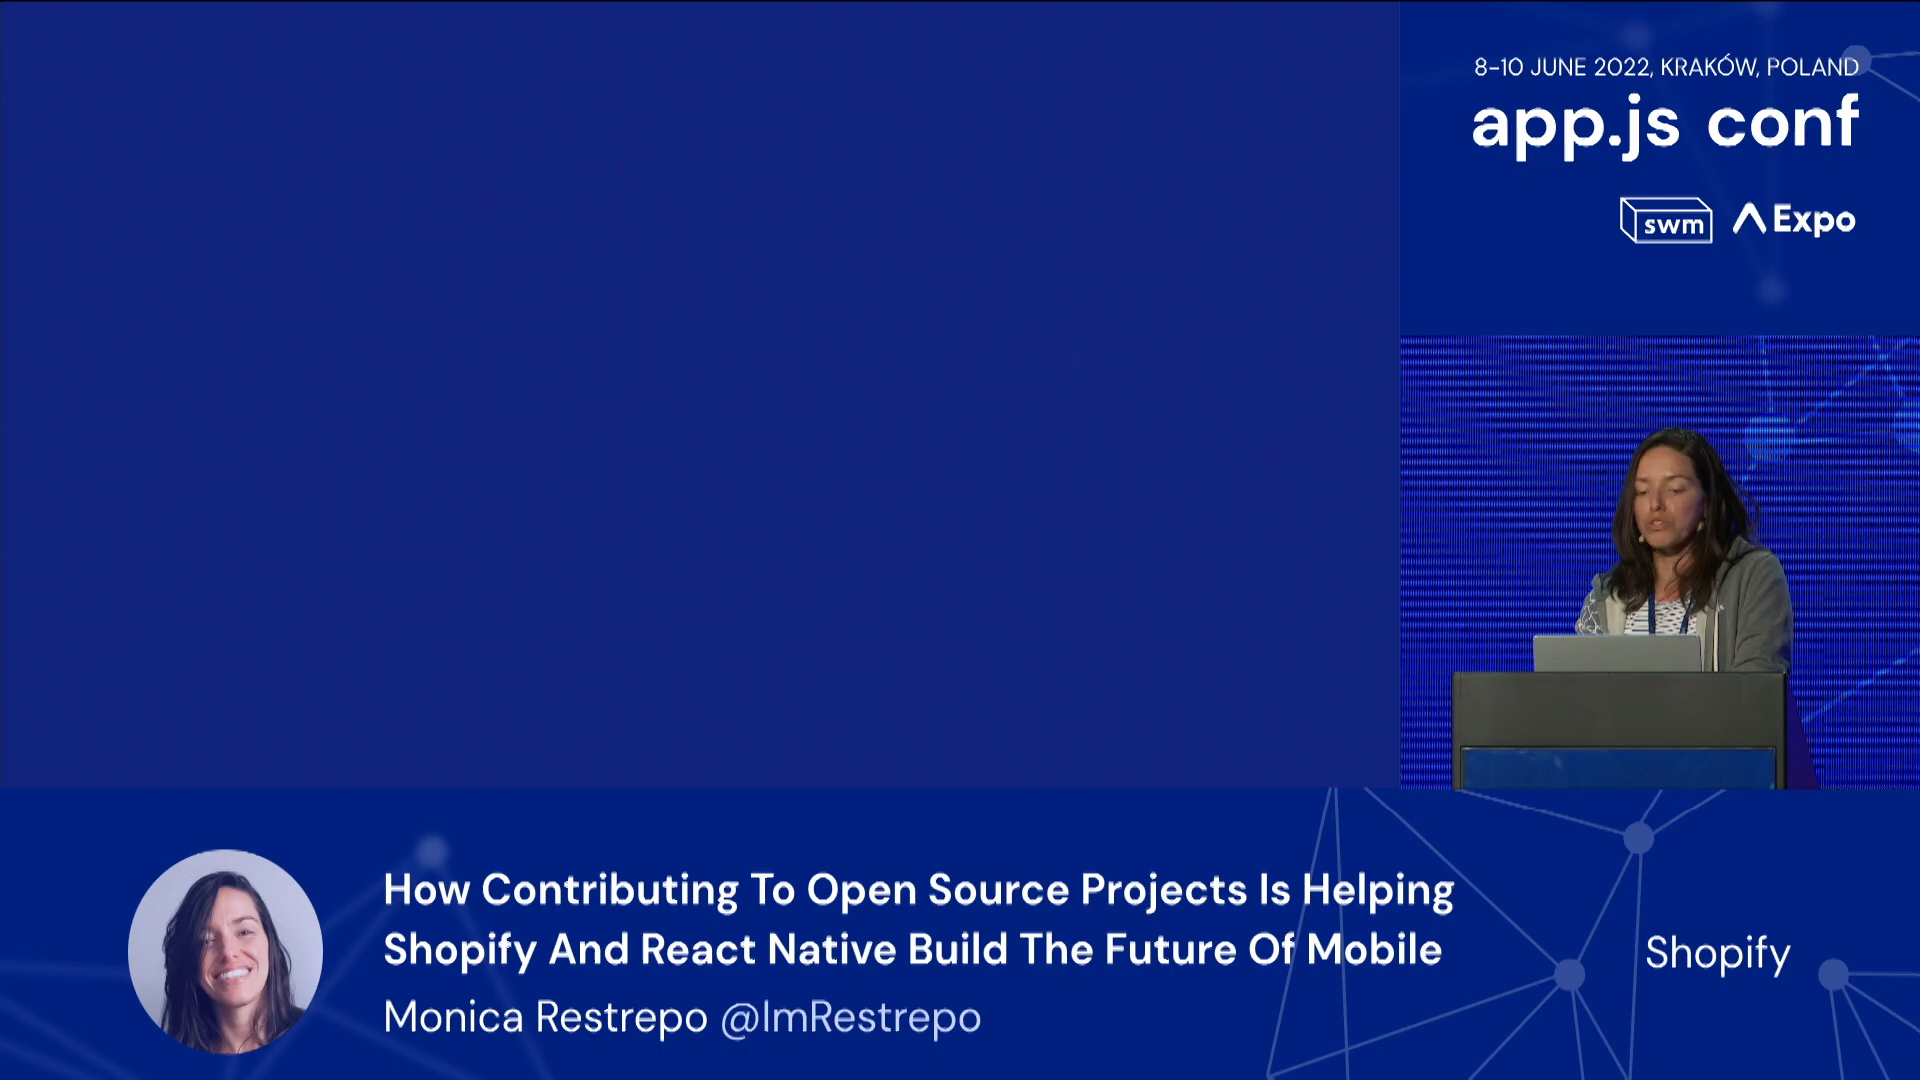 8–10 JUNE 2022, KRAKÓW, POLAND
app.js conf
swm
Expo
How Contributing To Open Source Projects Is Helping
Shopify And React Native Build The Future Of Mobile
Monica Restrepo @lmRestrepo
Shopify